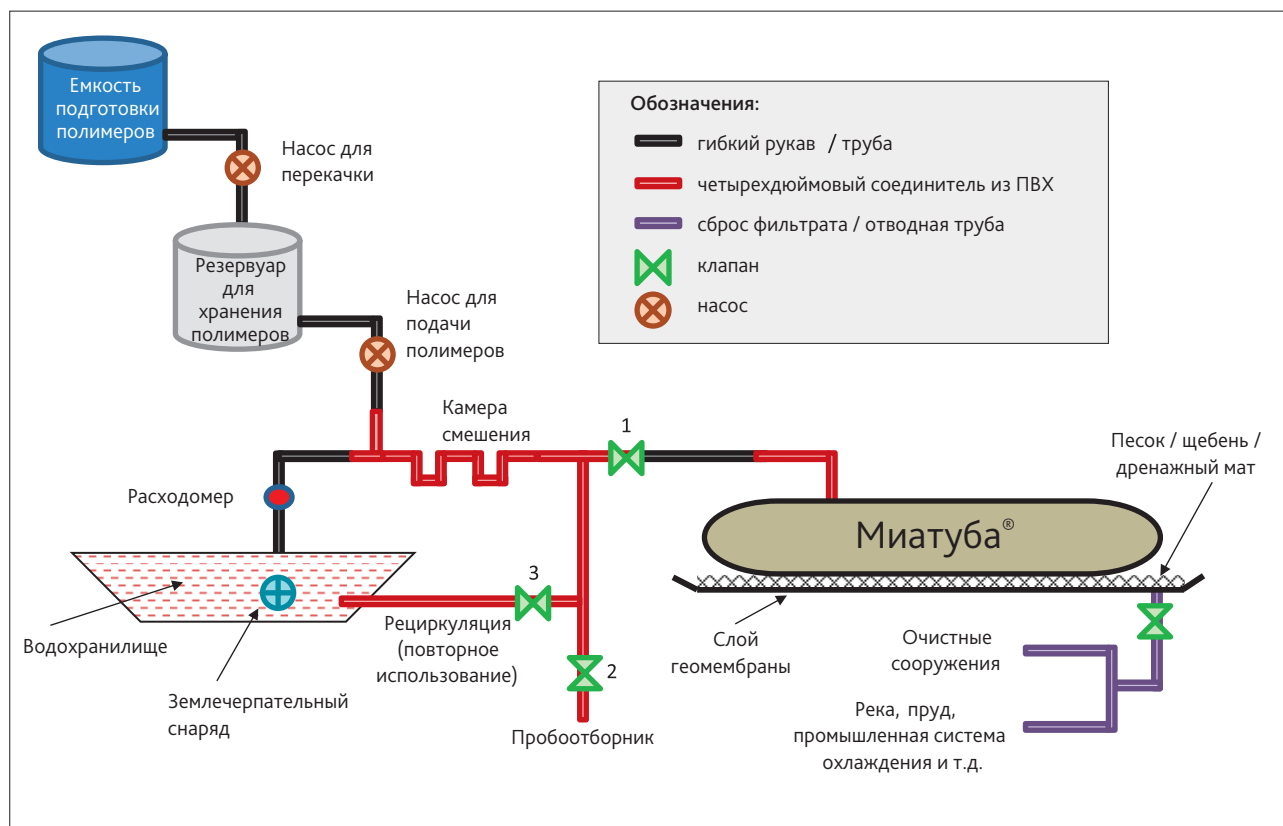 Емкость
подготовки
полимеров
Насос для
перекачки
Резервуар
для
хранения
полимеров
Насос для
подачи
полимеров
Обозначения:
гибкий рукав / труба
четырехдюймовый соединитель из ПВХ
сброс фильтрата / отводная труба
клапан
насос
Камера
смешения
1
Песок / щебень /
дренажный мат
Расходомер
Миатуба®
3
Водохранилище
Рециркуляция
(повторное
использование)
2
Слой
геомембраны
Очистные
сооружения
Землечерпательный
снаряд
Пробоотборник
Река, пруд,
промышленная система
охлаждения и т.д.